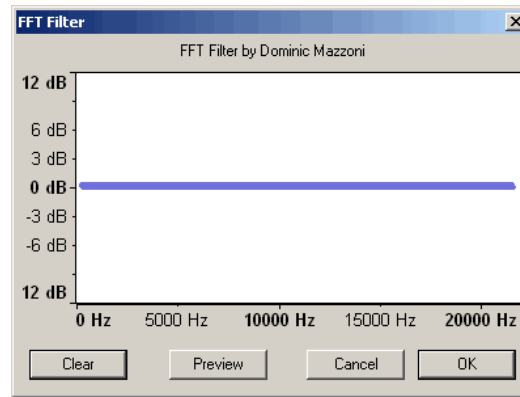 FFT Filter
FFT Filter by Dominic Mazzoni
12 dB
6 dB
3 dB
0 dB
-3 dB
-6 dB
12 dB
0 Hz 5000 Hz 10000 Hz 15000 Hz 20000 Hz
Clear Preview Cancel OK